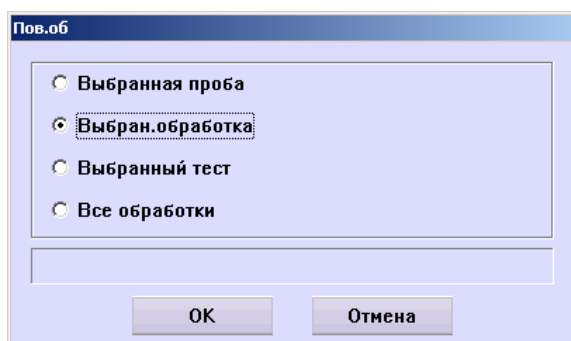 Пов.об
Выбранная проба
Выбран.обработка
Выбранный тест
Все обработки
OK
Отмена